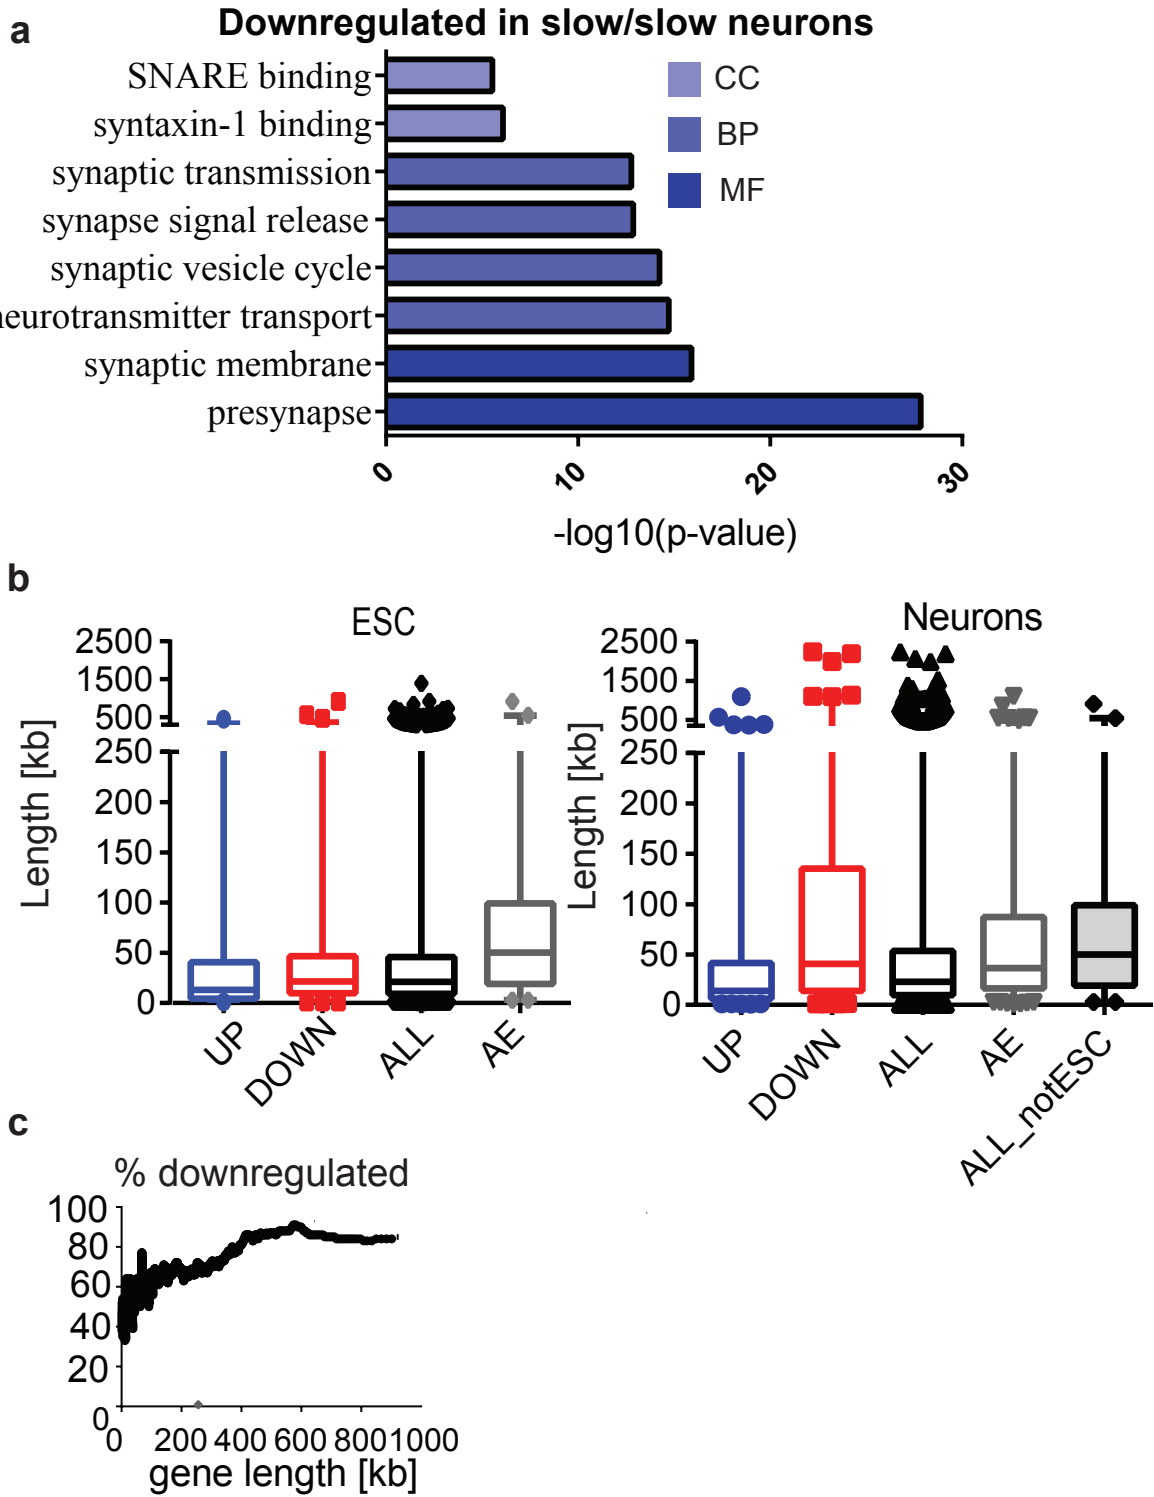 a
Downregulated in slow/slow neurons
SNARE binding
syntaxin-1 binding
synaptic transmission
synapse signal release
synaptic vesicle cycle
neurotransmitter transport
synaptic membrane
presynapse
CC
BP
MF
0 10 20 30
-log10(p-value)
b
ESC
Length [kb]
2500
1500
500
250
200
150
100
50
0
UP DOWN ALL AE
Neurons
Length [kb]
2500
1500
500
250
200
150
100
50
0
UP DOWN ALL AE ALL_notESC
c
% downregulated
100
80
60
40
20
0
0 200 400 600 800 1000
gene length [kb]